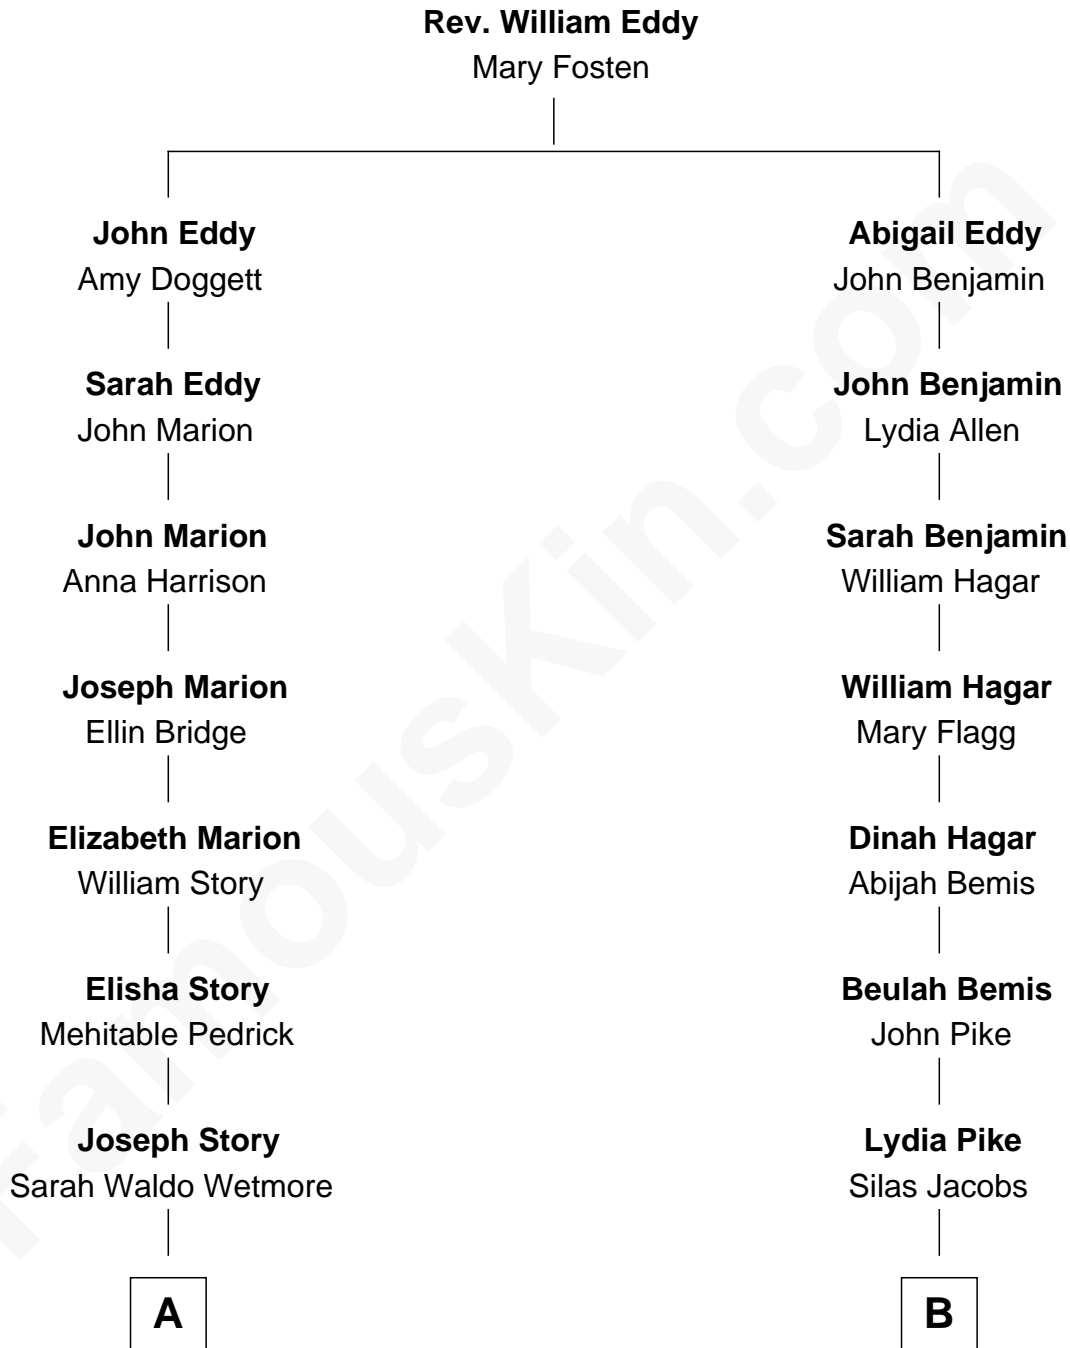 Rev. William Eddy
Mary Fosten
John Eddy
Amy Doggett
Abigail Eddy
John Benjamin
Sarah Eddy
John Marion
John Benjamin
Lydia Allen
John Marion
Anna Harrison
Sarah Benjamin
William Hagar
Joseph Marion
Ellin Bridge
William Hagar
Mary Flagg
Elizabeth Marion
William Story
Dinah Hagar
Abijah Bemis
Elisha Story
Mehitable Pedrick
Beulah Bemis
John Pike
Joseph Story
Sarah Waldo Wetmore
Lydia Pike
Silas Jacobs
A
B
FamousKin.com